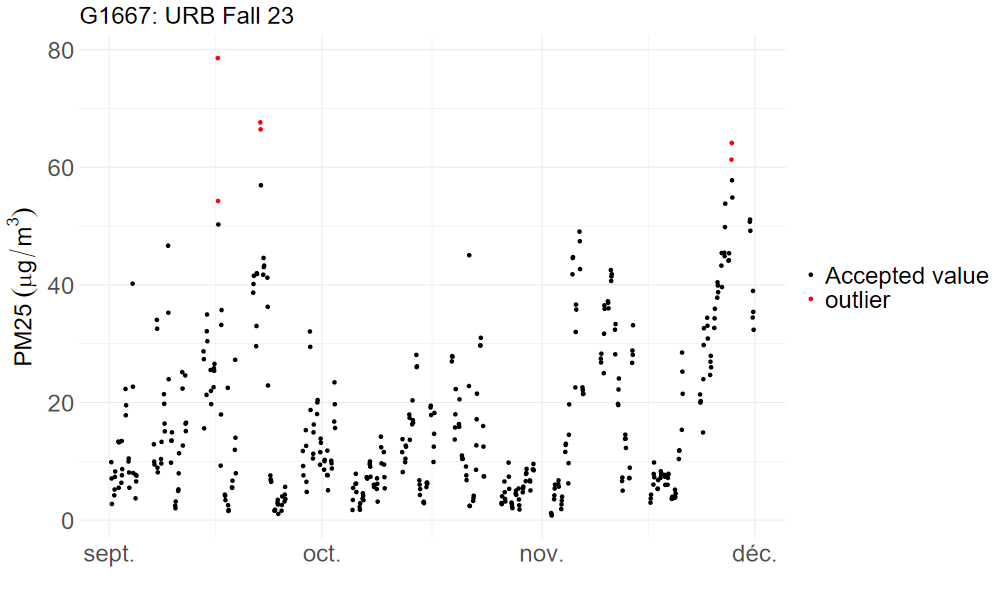 G1667: URB Fall 23
80
60
40
20
0
PM25 (μg/m³)
sept.
oct.
nov.
déc.
Accepted value
outlier